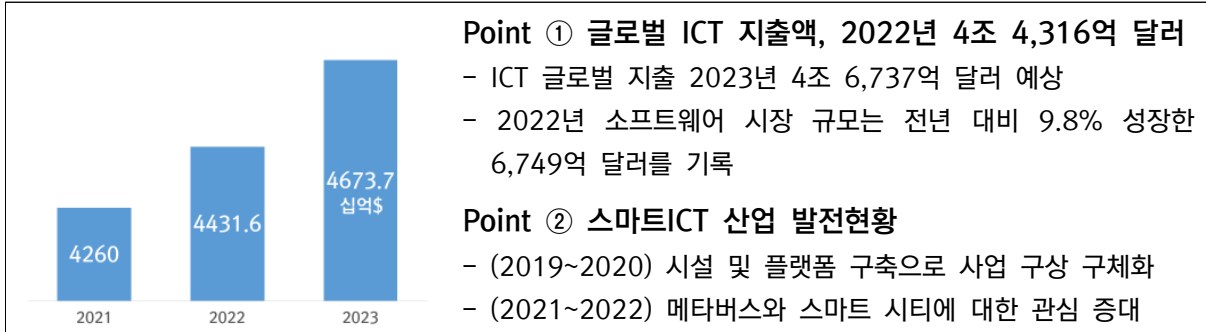 4260
4431.6
4673.7
십억$
2021
2022
2023
Point ① 글로벌 ICT 지출액, 2022년 4조 4,316억 달러
- ICT 글로벌 지출 2023년 4조 6,737억 달러 예상
- 2022년 소프트웨어 시장 규모는 전년 대비 9.8% 성장한
6,749억 달러를 기록
Point ② 스마트ICT 산업 발전현황
- (2019~2020) 시설 및 플랫폼 구축으로 사업 구상 구체화
- (2021~2022) 메타버스와 스마트 시티에 대한 관심 증대